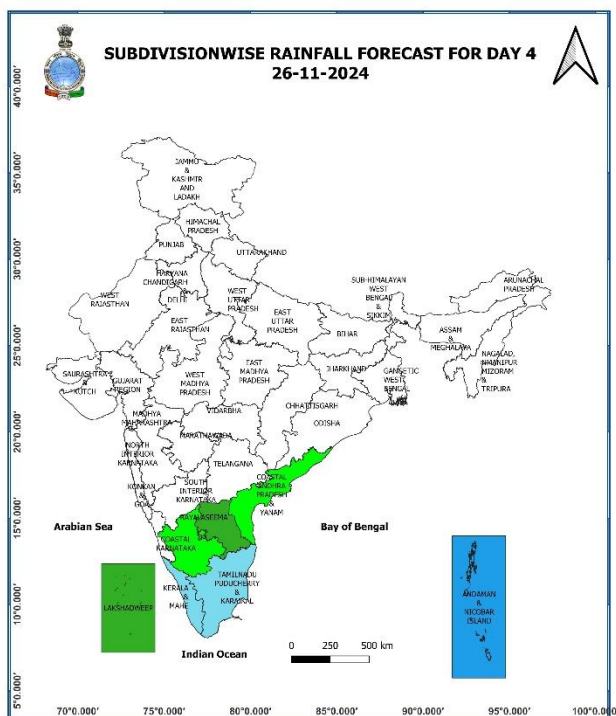 SUBDIVISIONWISE RAINFALL FORECAST FOR DAY 4
26-11-2024
40°0.000'
35°0.000'
30°0.000'
25°0.000'
20°0.000'
15°0.000'
10°0.000'
5°0.000'
JAMMO
&
KASHMIR
AND
LADAKH
HIMACHAL
PRADESH
PUNJAB
UTTARAKHAND
HARYANA
CHANDIGARH
&
DELHI
WEST
UTTAR
PRADESH
WEST
RAJASTHAN
EAST
RAJASTHAN
EAST
UTTAR
PRADESH
SUB-HIMALAYAN
WEST
BENGAL
&
SIKKIM
ARUNACHAL
PRADESH
BIHAR
ASSAM
&
MEGHALAYA
NAGALAD,
MANIPUR
MIZORAM
&
TRIPURA
SAURASHTRA
&
KUTCH
GUJARAT
REGION
WEST
MADHYA
PRADESH
EAST
MADHYA
PRADESH
JHARKHAND
GANGETIC
WEST
BENGAL
CHHATTISGARH
ODISHA
VIDARBHA
MADHYA
MAHARASHTRA
MARATHAWADA
NORTH
INTERIOR
KARNATAKA
TELANGANA
KONKAN
&
GOA
SOUTH
INTERIOR
KARNATAKA
COASTAL
ANDHRA
PRADESH
&
YANAM
RAYALASEEMA
Arabian Sea
Bay of Bengal
COASTAL
KARNATAKA
KERALA
&
MAHE
TAMILNADU
PUDUCHERRY
&
KARAIKAL
LAKSHADWEEP
ANDAMAN
&
NICOBAR
ISLAND
0 250 500 km
Indian Ocean
70°0.000' 75°0.000' 80°0.000' 85°0.000' 90°0.000' 95°0.000' 100°0.000'